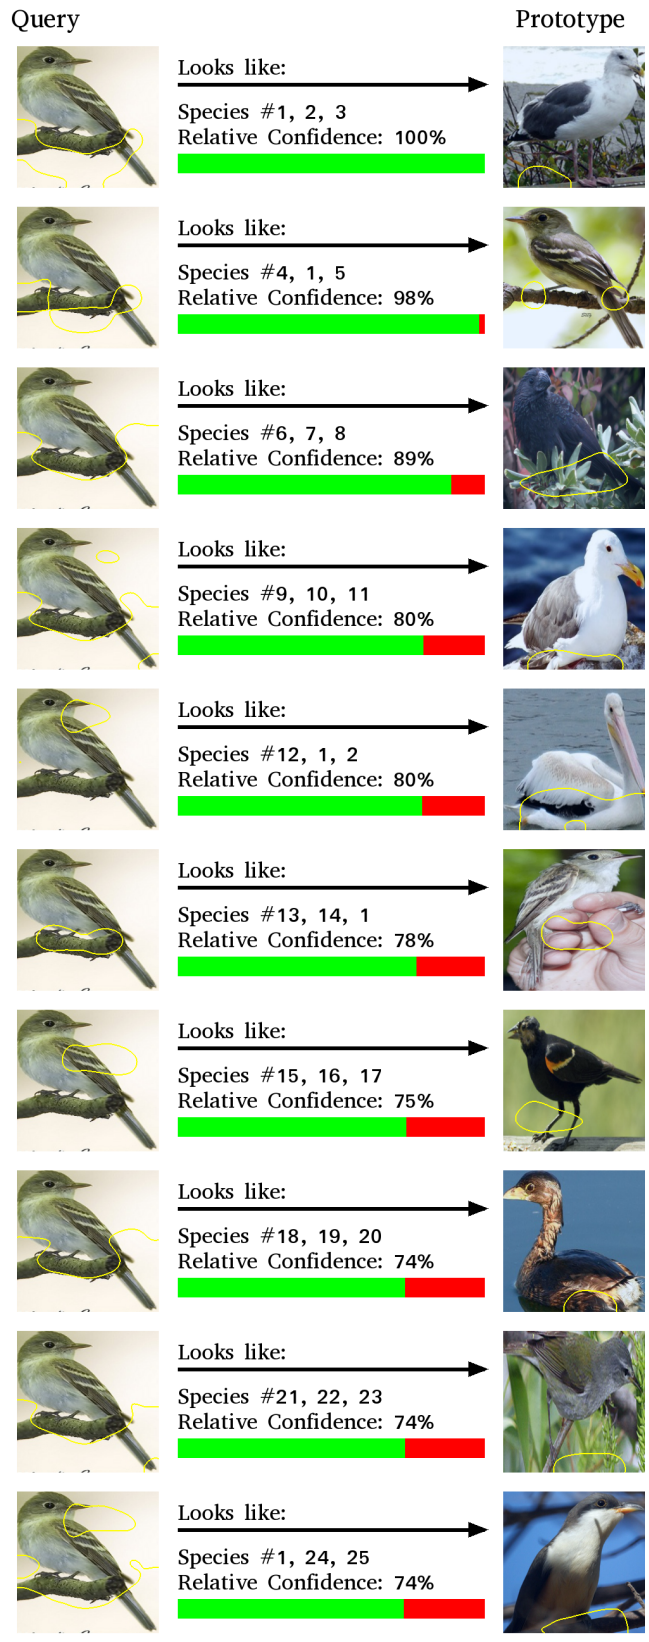 Query
Prototype
Looks like:
Species #1, 2, 3
Relative Confidence: 100%
Looks like:
Species #4, 1, 5
Relative Confidence: 98%
Looks like:
Species #6, 7, 8
Relative Confidence: 89%
Looks like:
Species #9, 10, 11
Relative Confidence: 80%
Looks like:
Species #12, 1, 2
Relative Confidence: 80%
Looks like:
Species #13, 14, 1
Relative Confidence: 78%
Looks like:
Species #15, 16, 17
Relative Confidence: 75%
Looks like:
Species #18, 19, 20
Relative Confidence: 74%
Looks like:
Species #21, 22, 23
Relative Confidence: 74%
Looks like:
Species #1, 24, 25
Relative Confidence: 74%